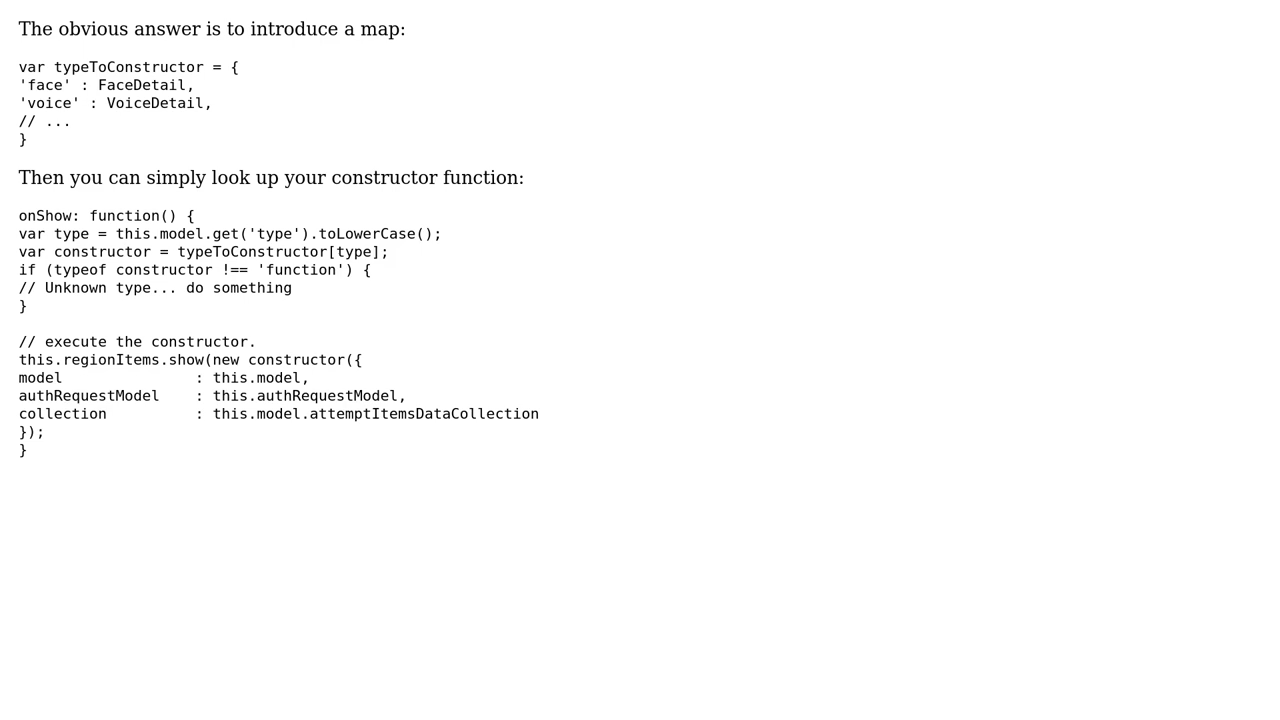 The obvious answer is to introduce a map:
var typeToConstructor = {
'face' : FaceDetail,
'voice' : VoiceDetail,
// ...
}
Then you can simply look up your constructor function:
onShow: function() {
var type = this.model.get('type').toLowerCase();
var constructor = typeToConstructor[type];
if (typeof constructor !== 'function') {
// Unknown type... do something
}
// execute the constructor.
this.regionItems.show(new constructor({
model               : this.model,
authRequestModel    : this.authRequestModel,
collection          : this.model.attemptItemsDataCollection
});
}